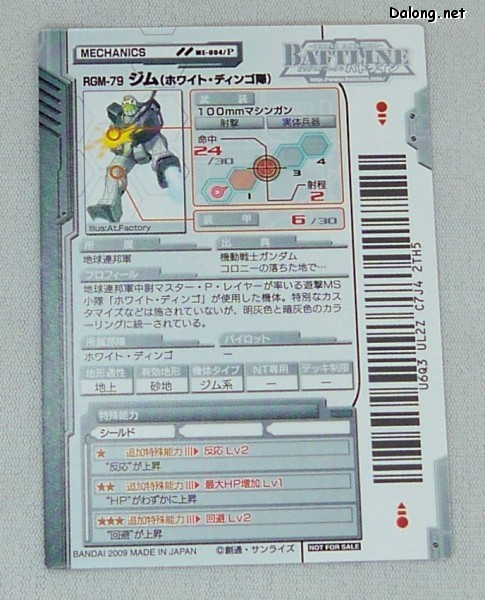 Dalong.net
MECHANICS
MS-004/P
BATTLINE
RGM-79 ジム(ホワイト・ディンゴ隊)
武装
100mmマシンガン
射撃 実体兵器
命中
24/30
1
3
4
射程
2
装甲 6/30
Illus:At.Factory
所属 出典
地球連邦軍 機動戦士ガンダム
コロニーの落ちた地で…
プロフィール
地球連邦軍中尉マスター・P・レイヤーが率いる遊撃MS
小隊「ホワイト・ディンゴ」が使用した機体。特別なカス
タマイズなどは施されていないが、明灰色と暗灰色のカラ
ーリングに統一されている。
所属部隊 パイロット
ホワイト・ディンゴ ー
地形適性 有効地形 機体タイプ NT専用 デッキ制限
地上 砂地 ジム系 ー ー
特殊能力
シールド
★ 追加特殊能力 III▶ 反応 Lv2
"反応"が上昇
★★ 追加特殊能力 III▶ 最大HP増加 Lv1
"HP"がわずかに上昇
★★★ 追加特殊能力 III▶ 回避 Lv2
"回避"が上昇
BANDAI 2009 MADE IN JAPAN ©創通・サンライズ NOT FOR SALE
U6Q3 UL2Z C7J4 2TH5